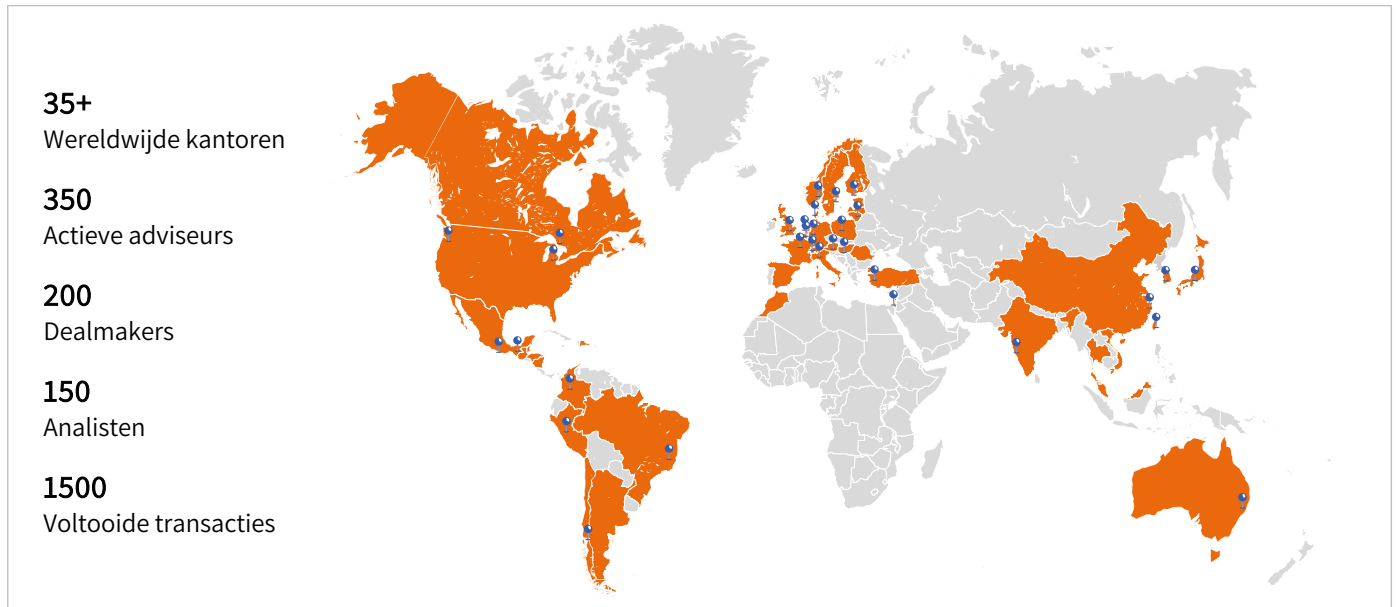 35+
Wereldwijde kantoren
350
Actieve adviseurs
200
Dealmakers
150
Analisten
1500
Voltooide transacties